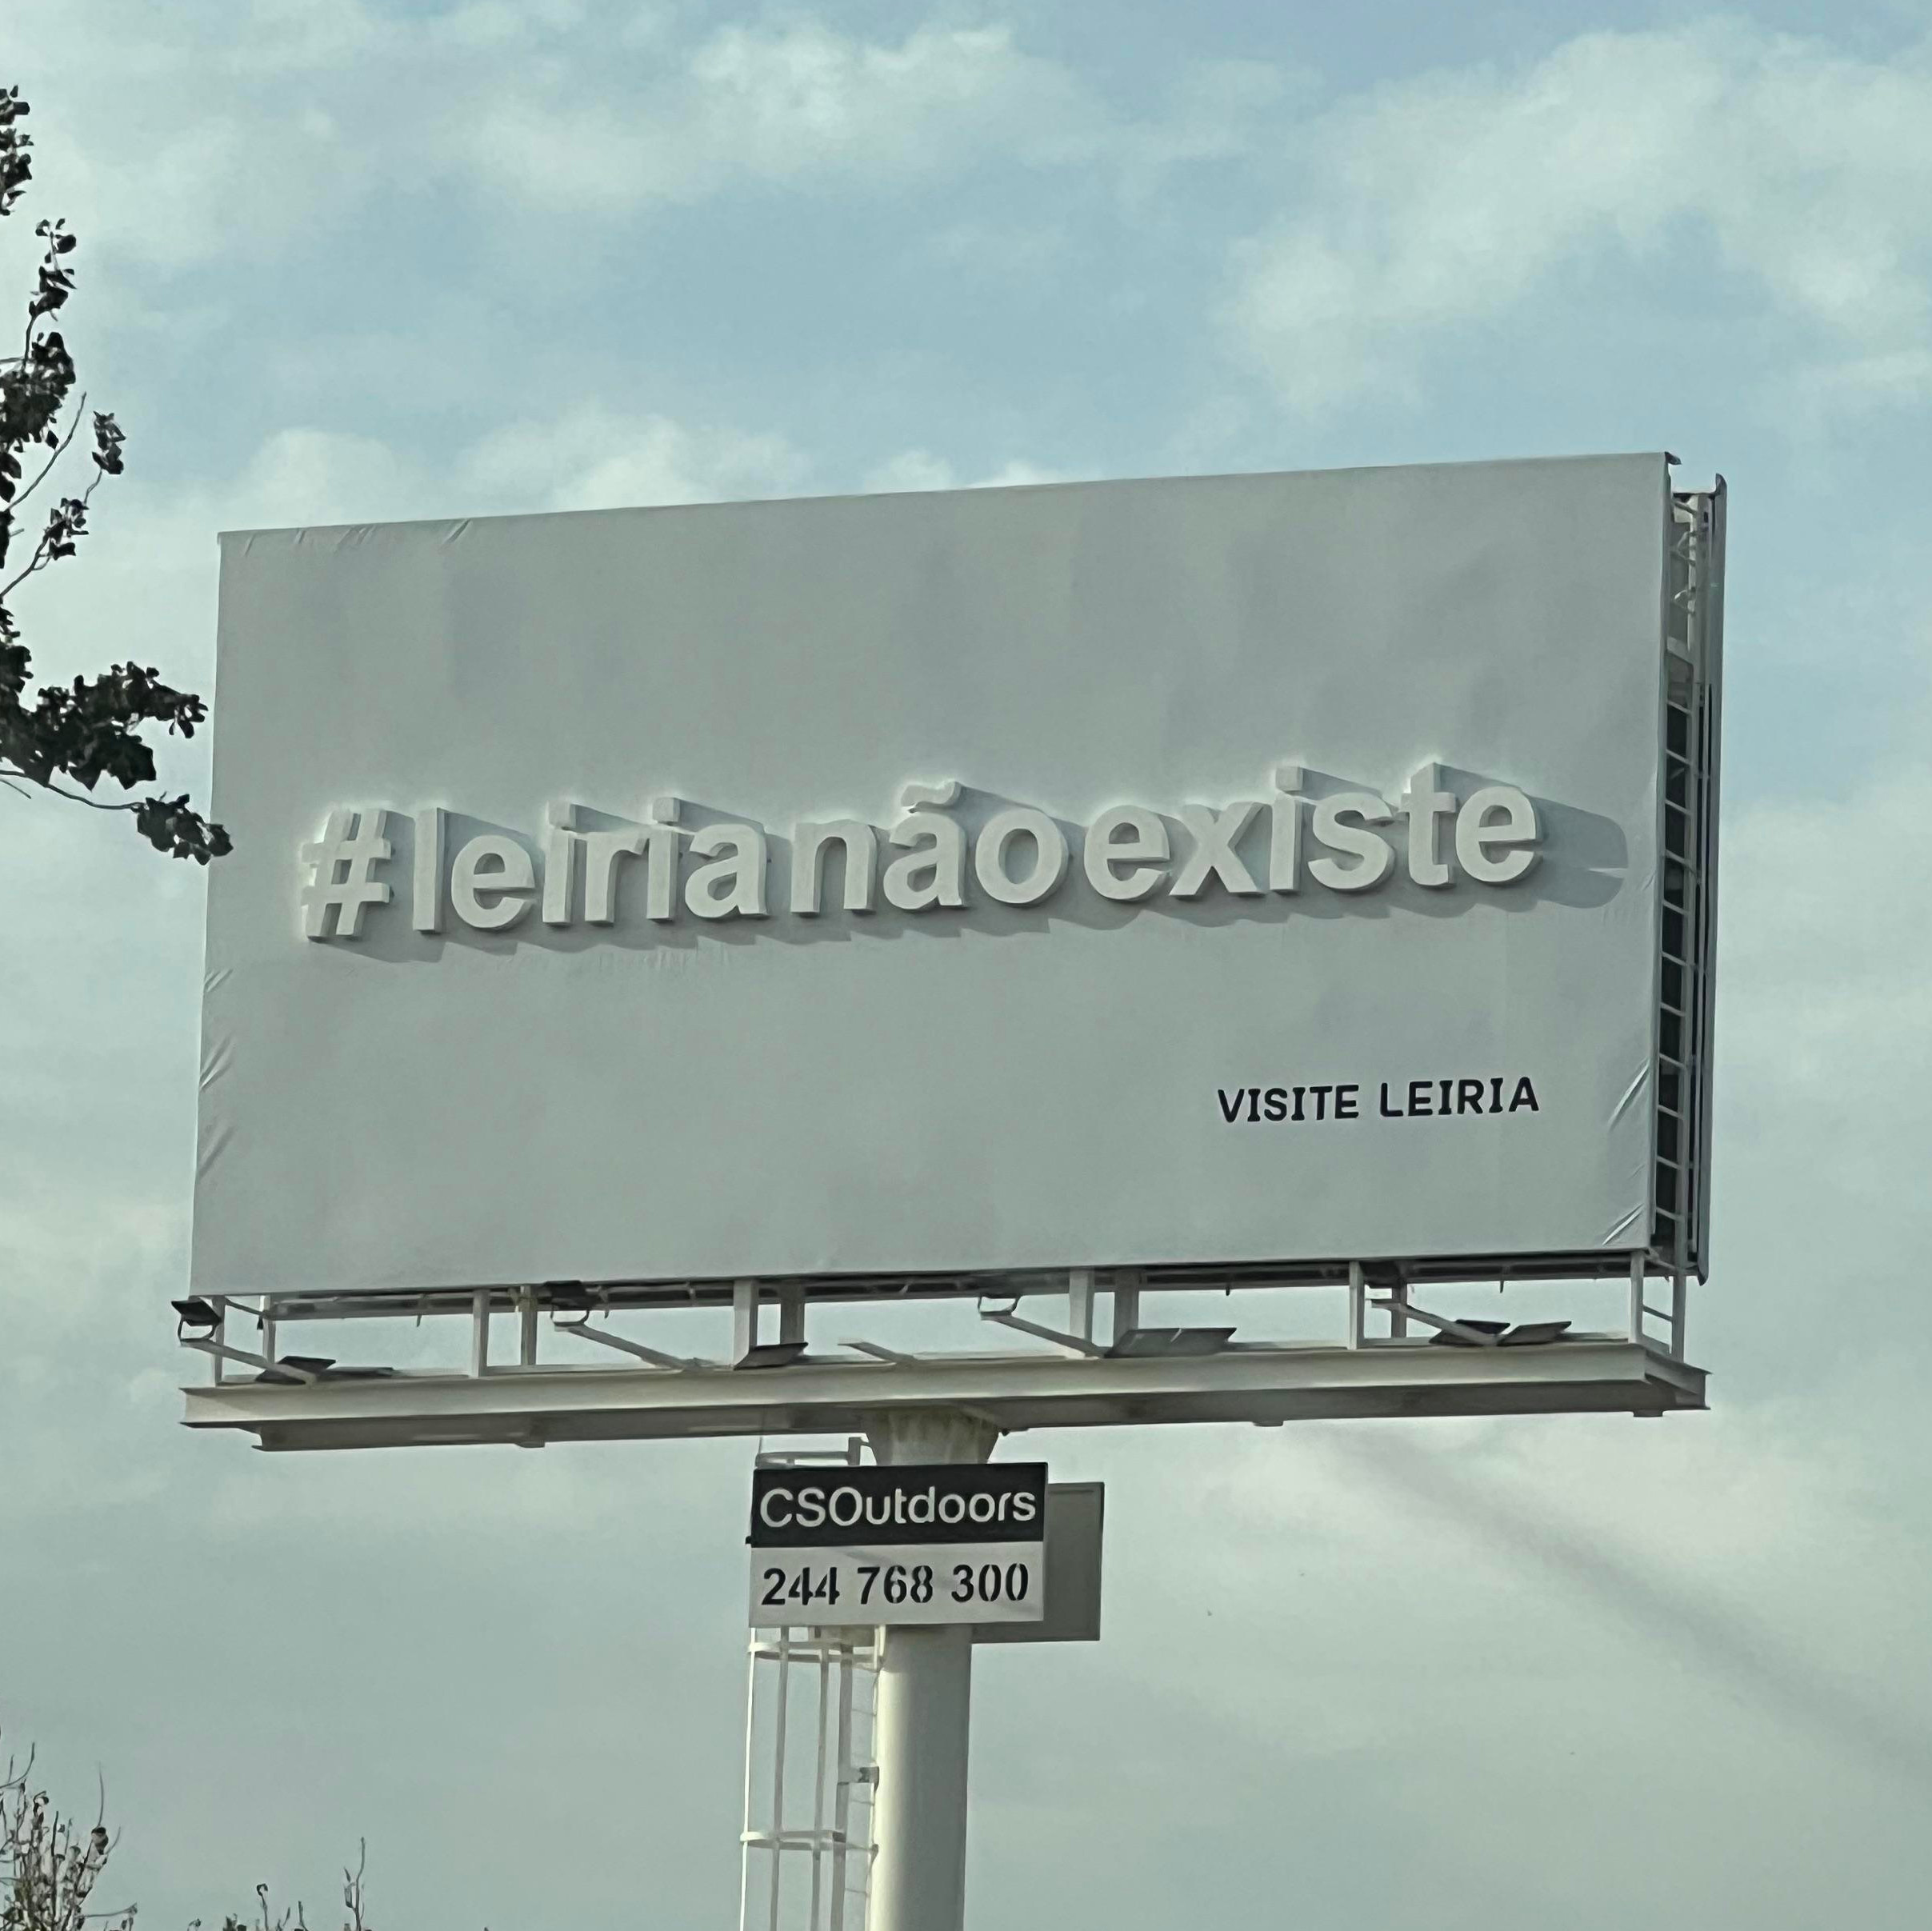 #leirianãoexiste
VISITE LEIRIA
CSOutdoors
244 768 300